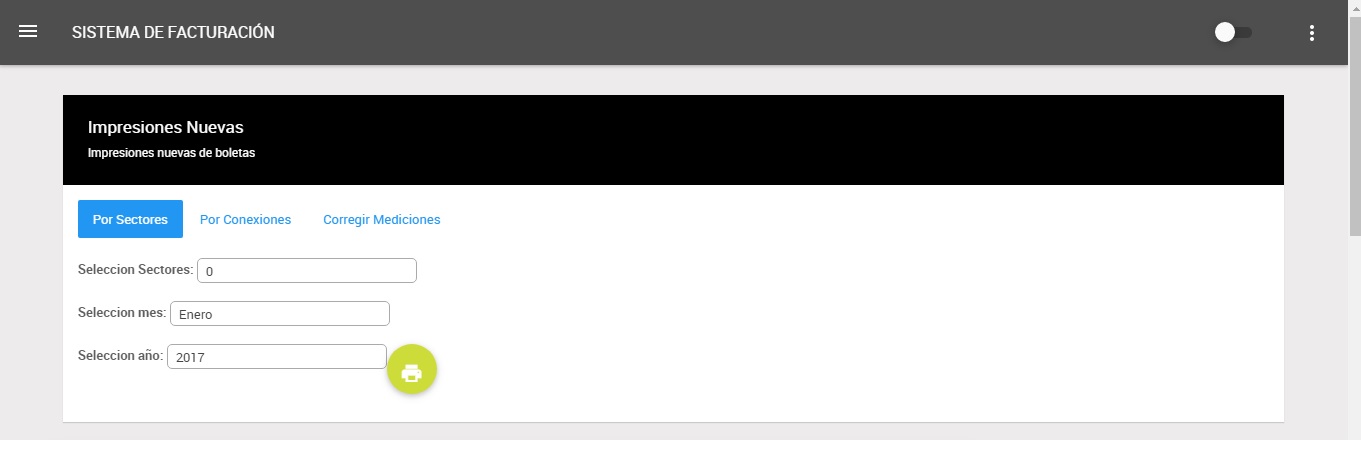 SISTEMA DE FACTURACIÓN
Impresiones Nuevas
Impresiones nuevas de boletas
Por Sectores Por Conexiones Corregir Mediciones
Seleccion Sectores: 0
Seleccion mes: Enero
Seleccion año: 2017